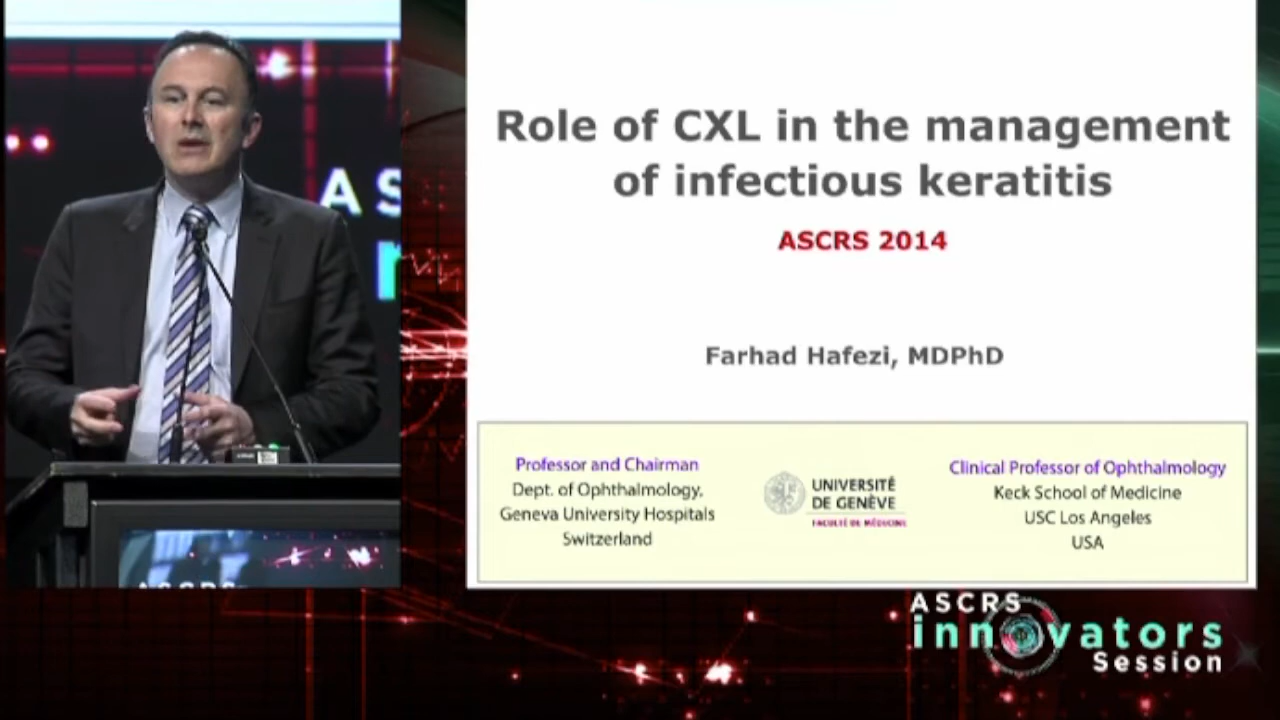 AS
Role of CXL in the management
of infectious keratitis
ASCRS 2014
Farhad Hafezi, MDPhD
Professor and Chairman
Dept. of Ophthalmology,
Geneva University Hospitals
Switzerland
UNIVERSITÉ
DE GENÈVE
FACULTÉ DE MÉDECINE
Clinical Professor of Ophthalmology
Keck School of Medicine
USC Los Angeles
USA
ASCRS
ASCRS
innovators
Session